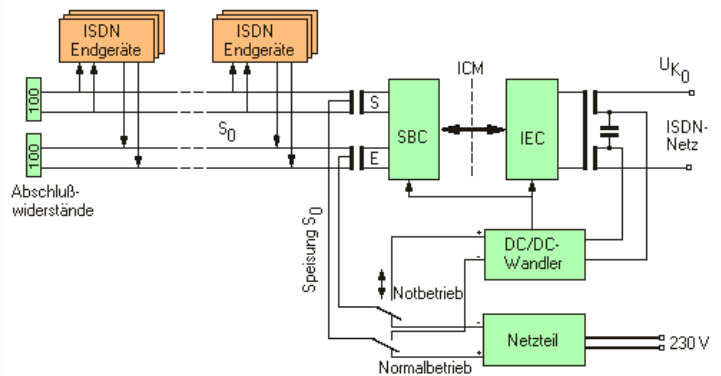 ISDN
Endgeräte
ISDN
Endgeräte
100
100
S0
Abschluß-
widerstände
S
E
SBC
ICM
IEC
UK0
ISDN-
Netz
Speisung S0
+
-
DC/DC-
Wandler
Notbetrieb
-
+
Netzteil
230 V
Normalbetrieb